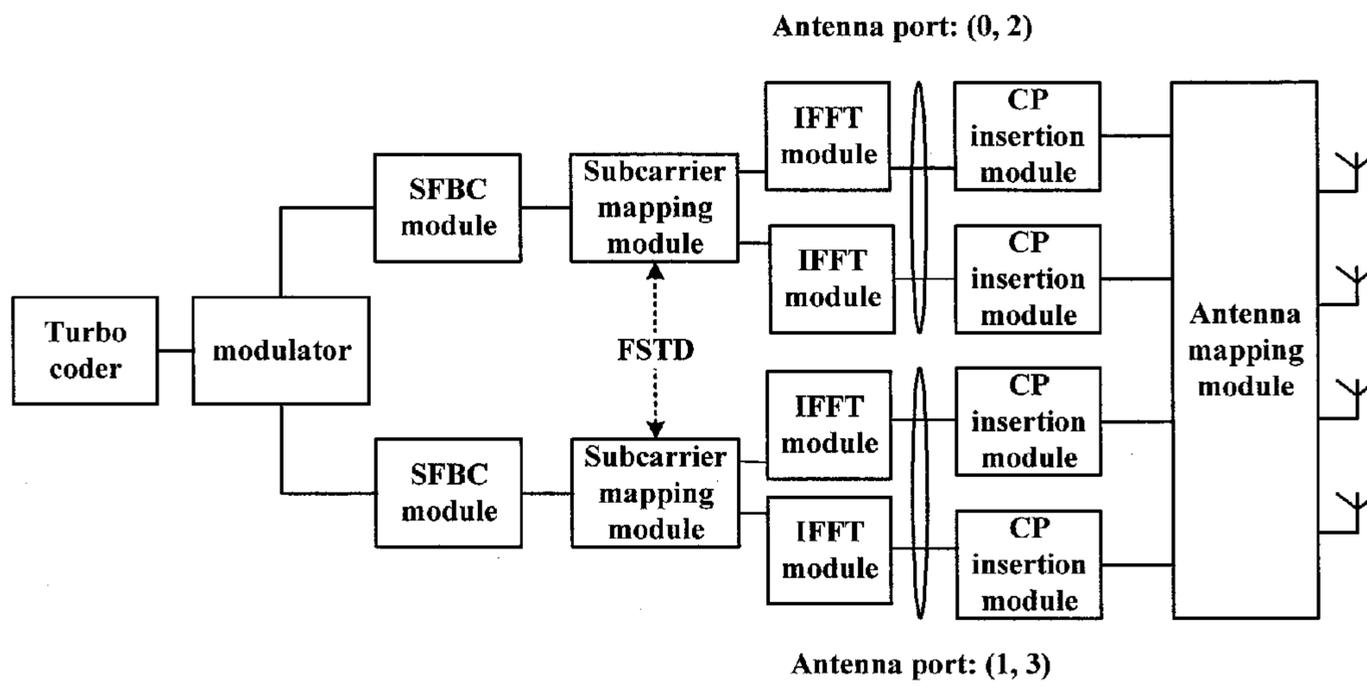 Antenna port: (0, 2)
IFFT
module
CP
insertion
module
SFBC
module
Subcarrier
mapping
module
IFFT
module
CP
insertion
module
Turbo
coder
modulator
FSTD
Antenna
mapping
module
IFFT
module
CP
insertion
module
SFBC
module
Subcarrier
mapping
module
IFFT
module
CP
insertion
module
Antenna port: (1, 3)